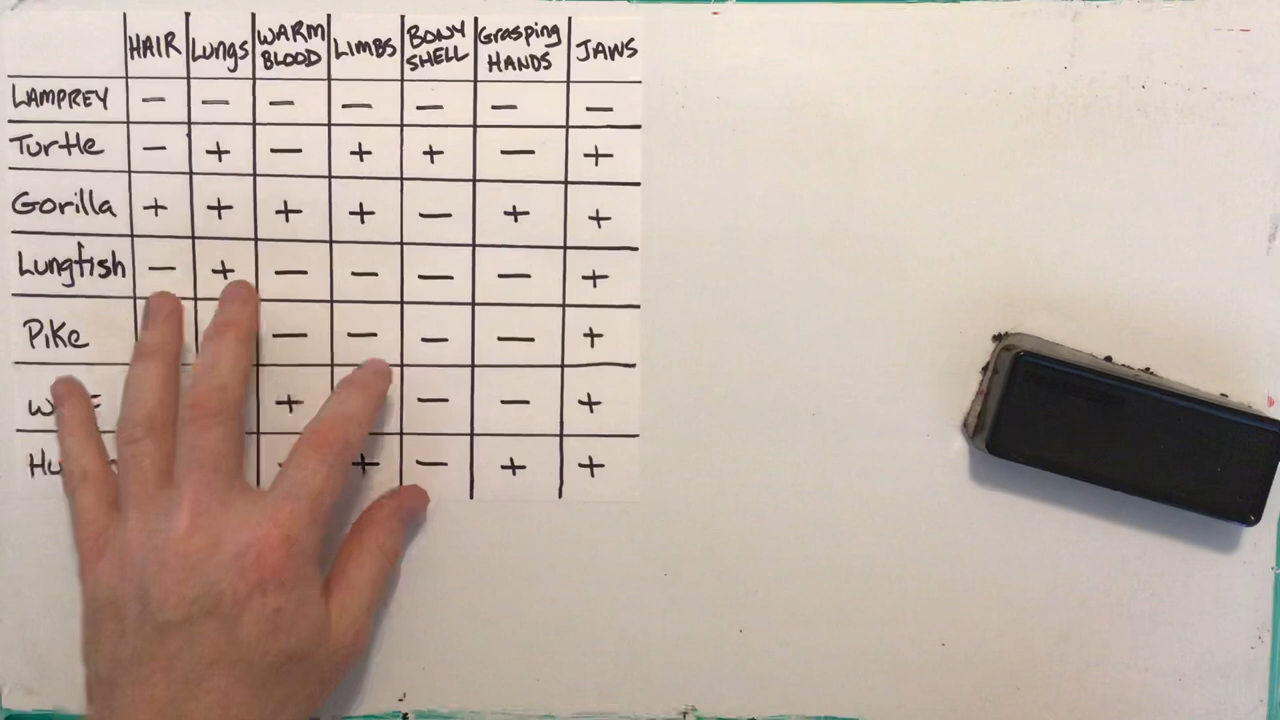 HAIR Lungs WARM BLOOD LIMBS BONY SHELL Grasping HANDS JAWS
LAMPREY – – – – – – –
Turtle – + – + + – +
Gorilla + + + + – + +
Lungfish – + – – – – +
Pike – – – – +
+ – – +
+ – + +